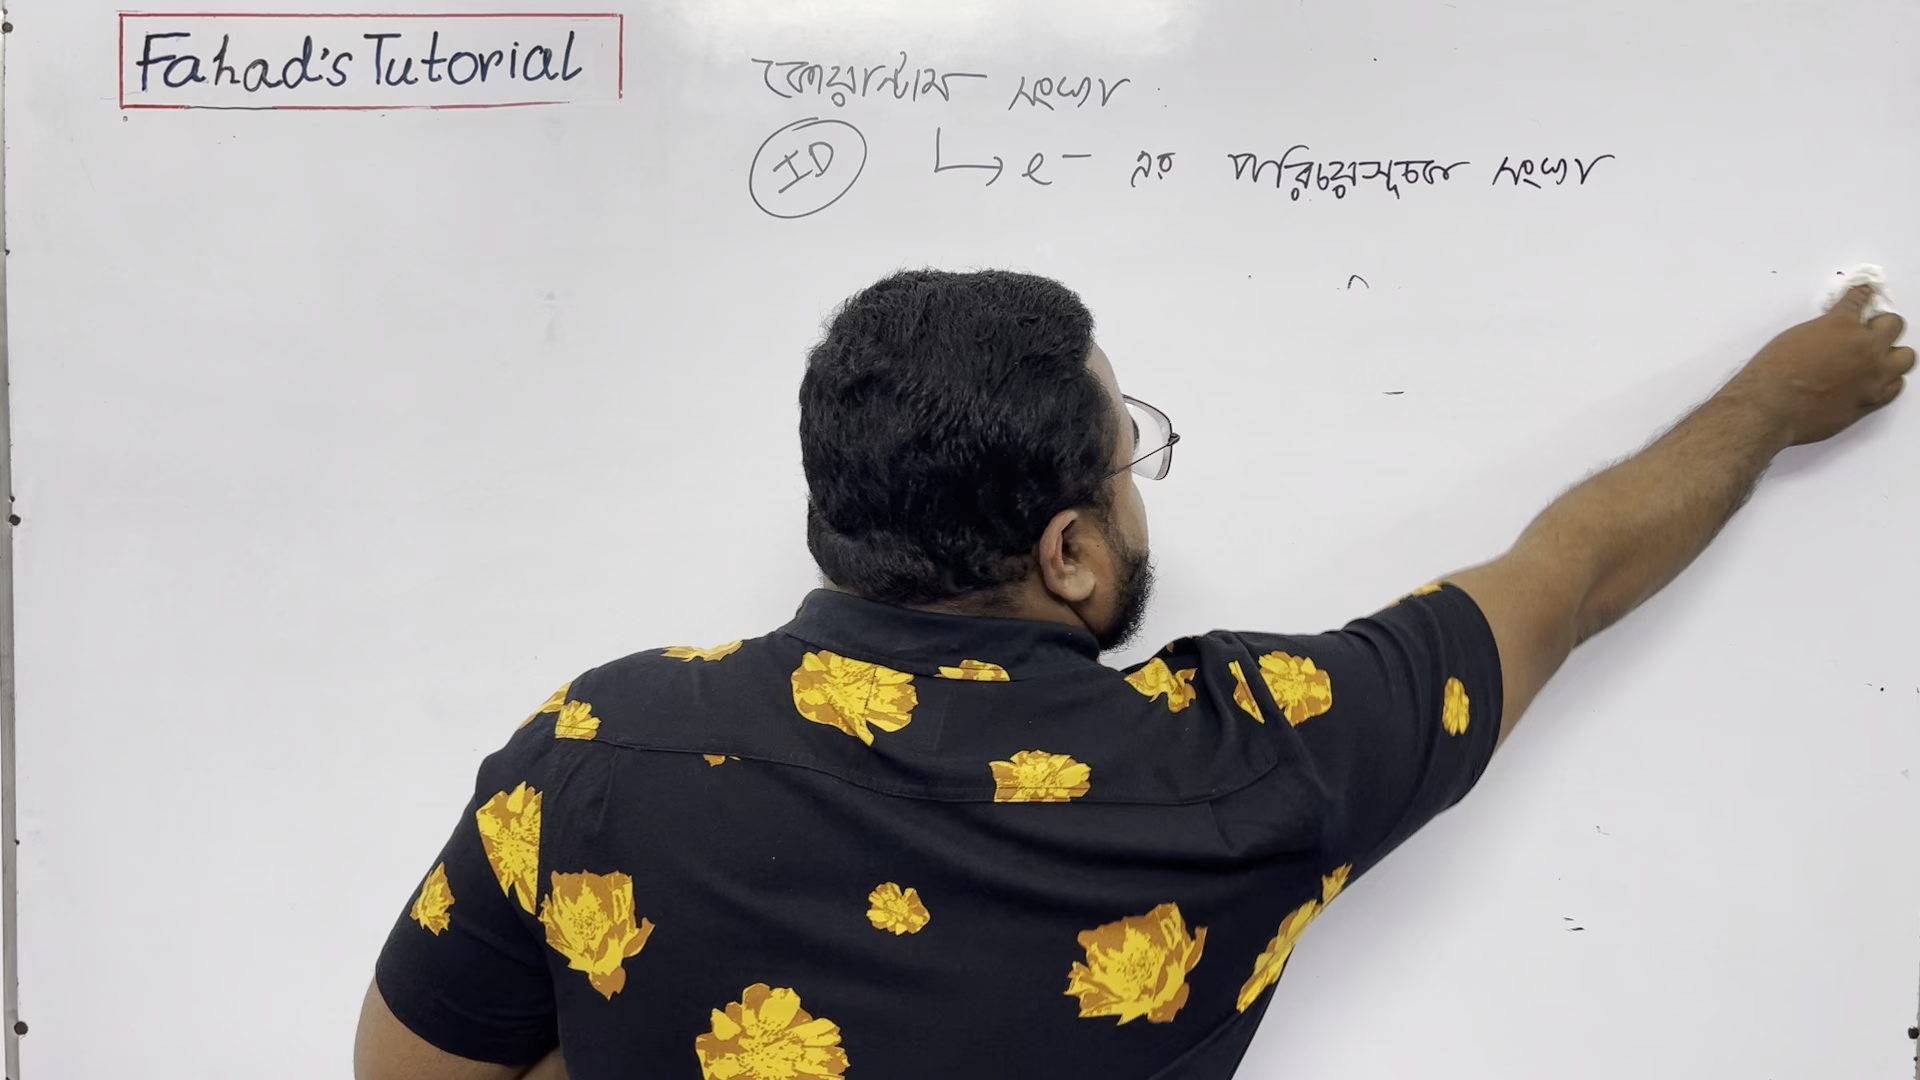 Fahad's Tutorial
কোয়ান্টাম সংখ্যা
ID ↳ e⁻ এর পরিচয়সূচক সংখ্যা